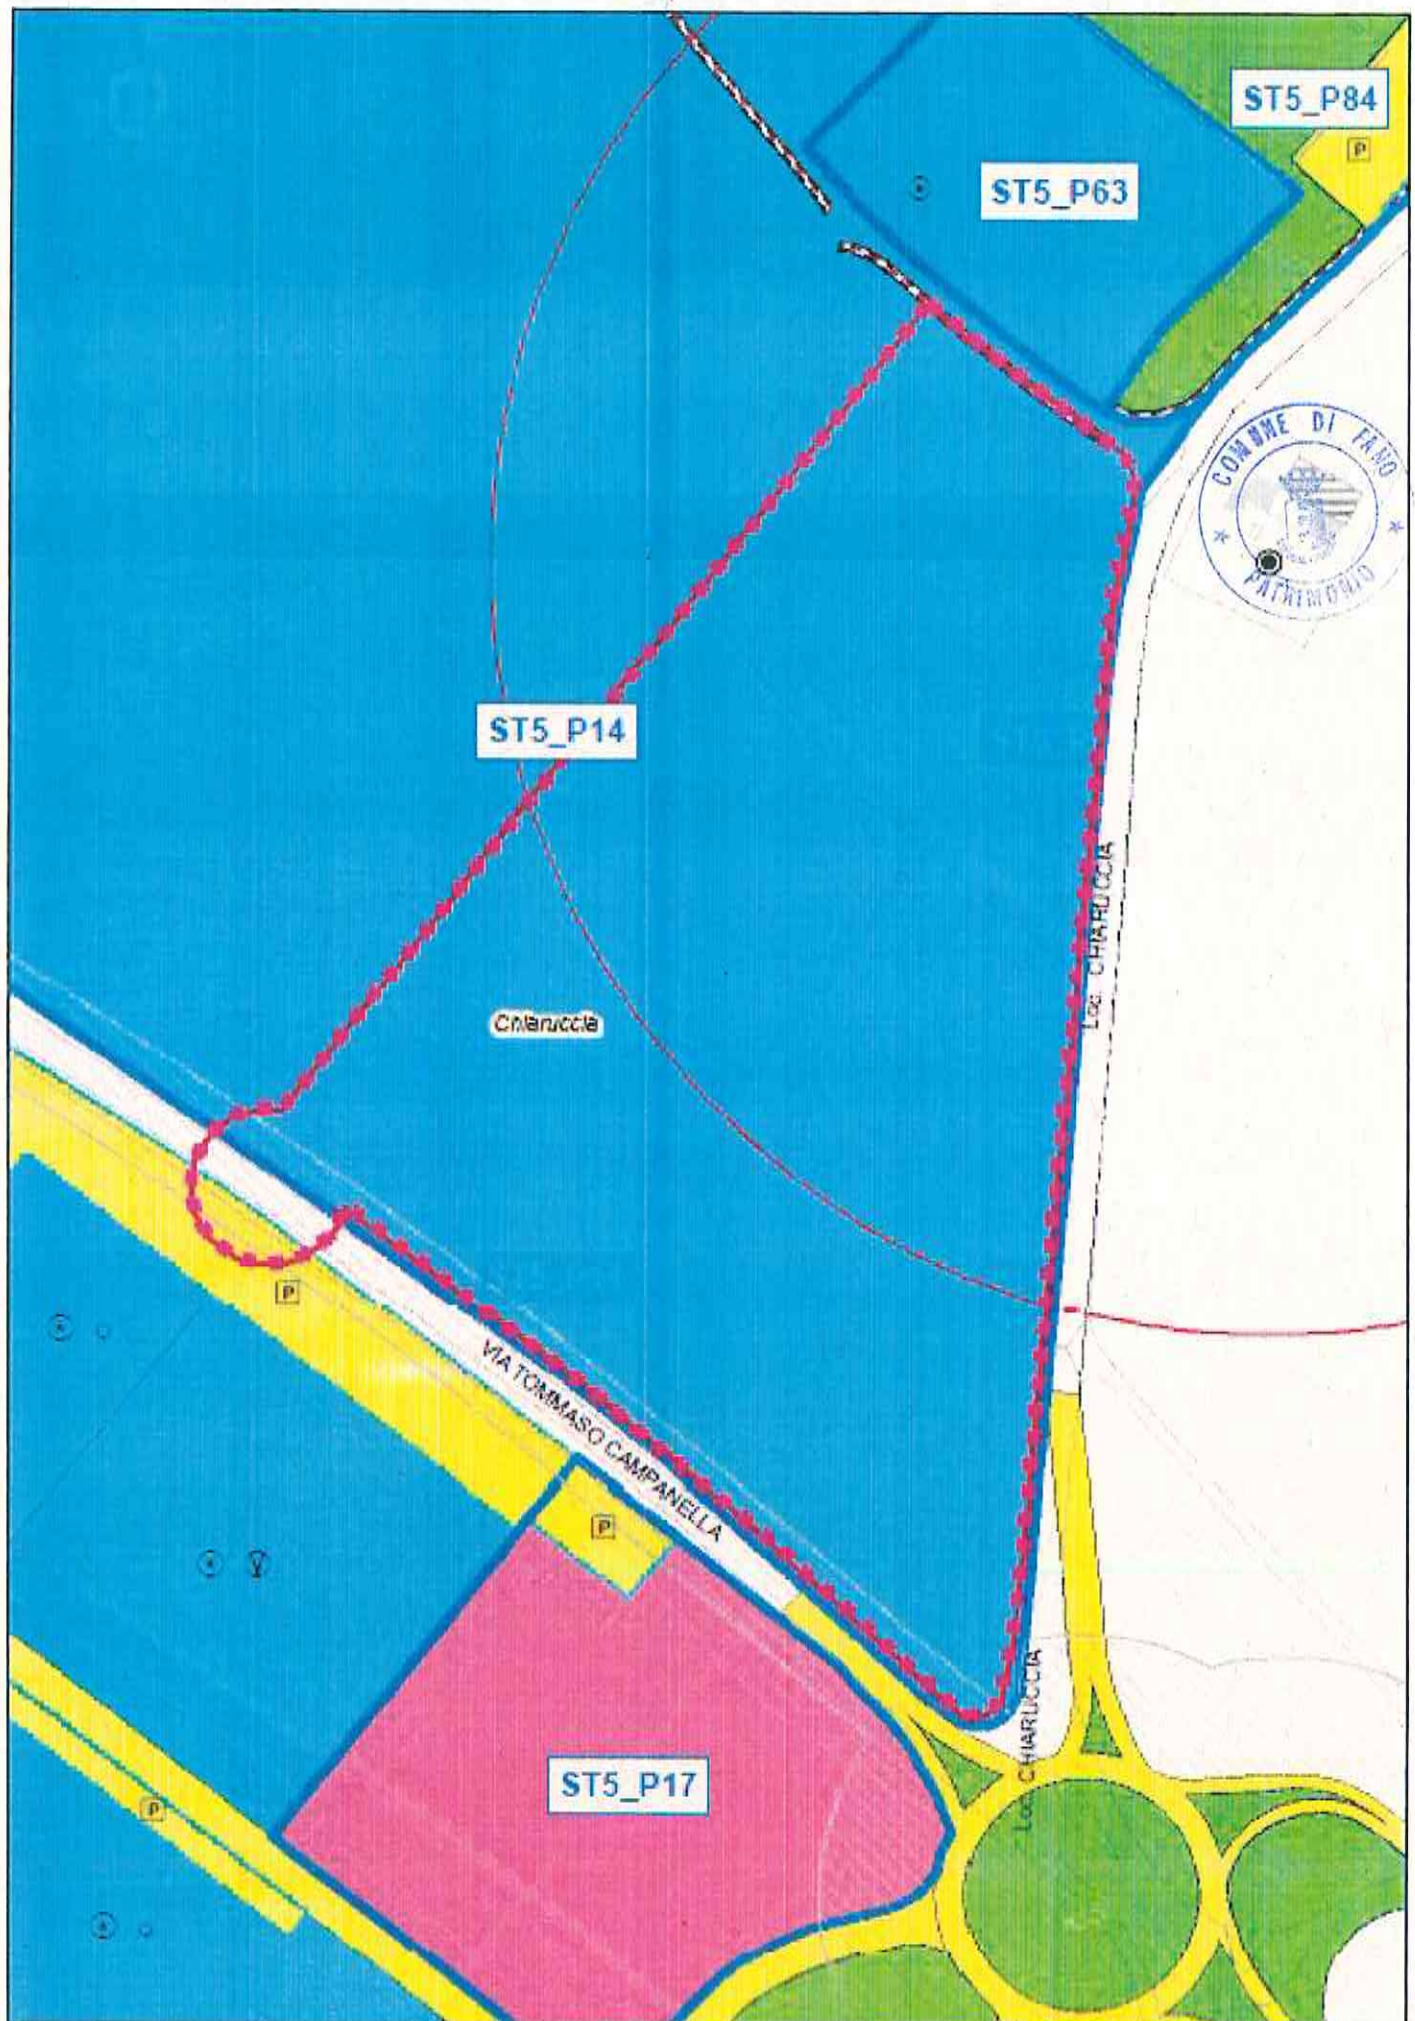 ST5_P84
P
ST5_P63
COMUNE DI FANO
PATRIMONIO
ST5_P14
Loc. CHIARUCCIA
Chiaruccia
P
VIA TOMMASO CAMPANELLA
P
Loc. CHIARUCCIA
ST5_P17
P